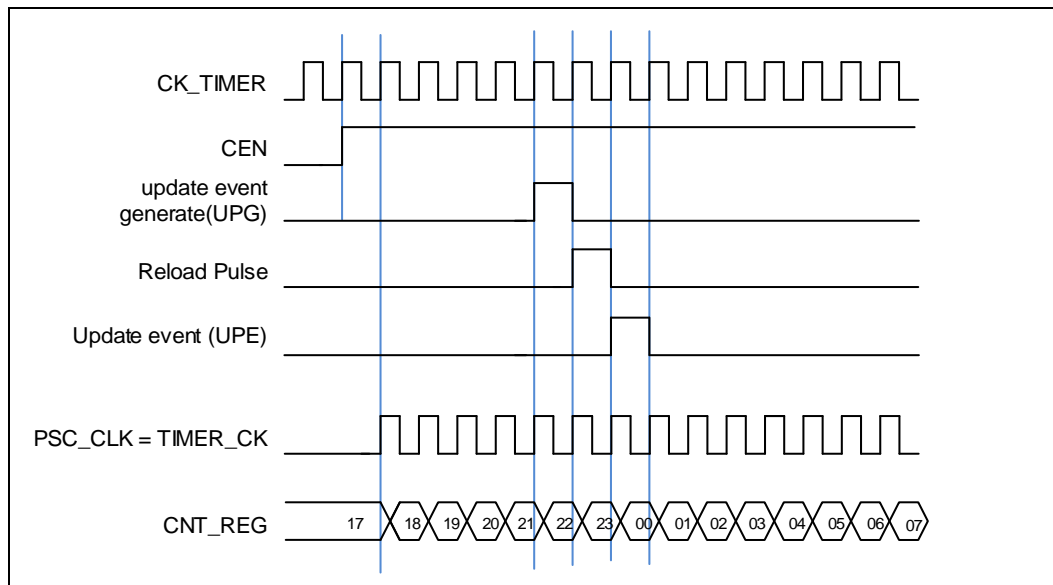 CK_TIMER
CEN
update event
generate(UPG)
Reload Pulse
Update event (UPE)
PSC_CLK = TIMER_CK
CNT_REG 17 18 19 20 21 22 23 00 01 02 03 04 05 06 07